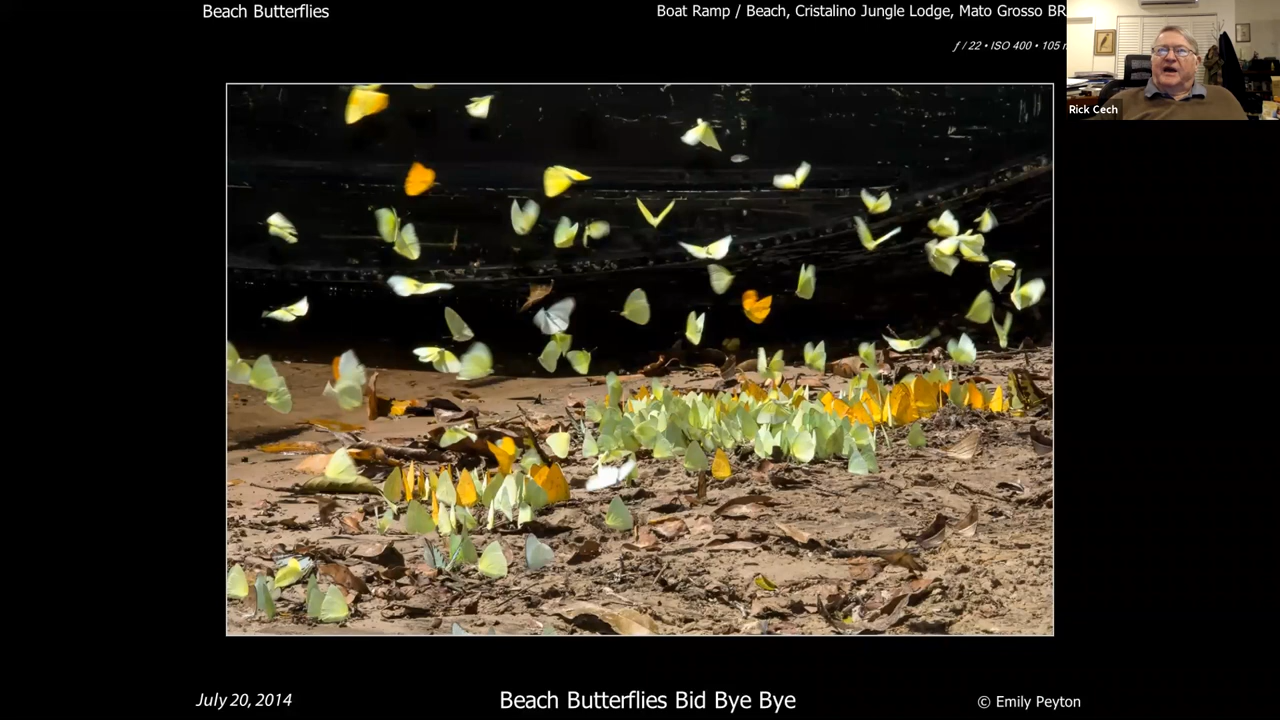 Beach Butterflies
Boat Ramp / Beach, Cristalino Jungle Lodge, Mato Grosso BR
ƒ / 22 • ISO 400 • 105
Rick Cech
July 20, 2014
Beach Butterflies Bid Bye Bye
© Emily Peyton